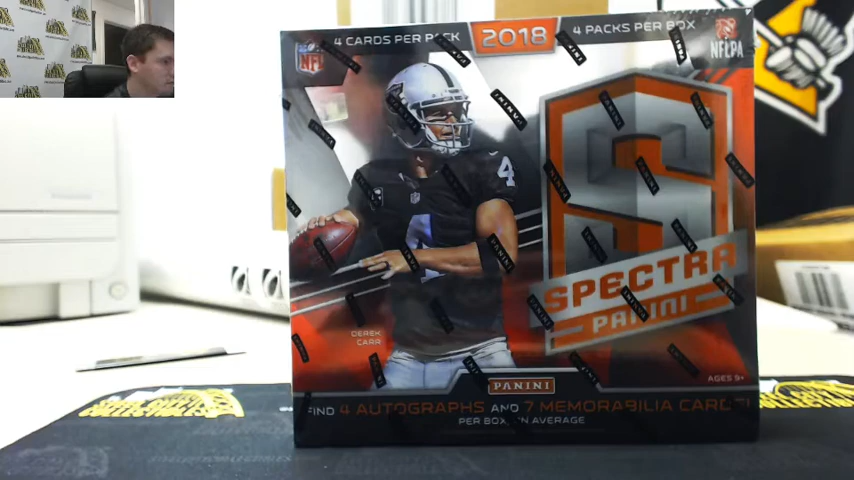 4 CARDS PER PACK
2018
4 PACKS PER BOX
NFL
NFLPA
4
4
S
SPECTRA
PANINI
DEREK
CARR
PANINI
AGES 9+
FIND 4 AUTOGRAPHS AND 7 MEMORABILIA CARDS!
PER BOX, ON AVERAGE